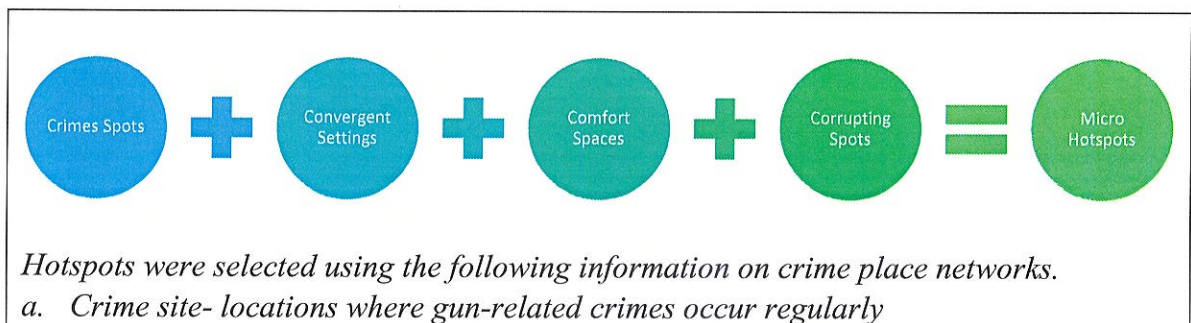 Crimes Spots
Convergent
Settings
Comfort
Spaces
Corrupting
Spots
Micro
Hotspots
Hotspots were selected using the following information on crime place networks.
a. Crime site- locations where gun-related crimes occur regularly